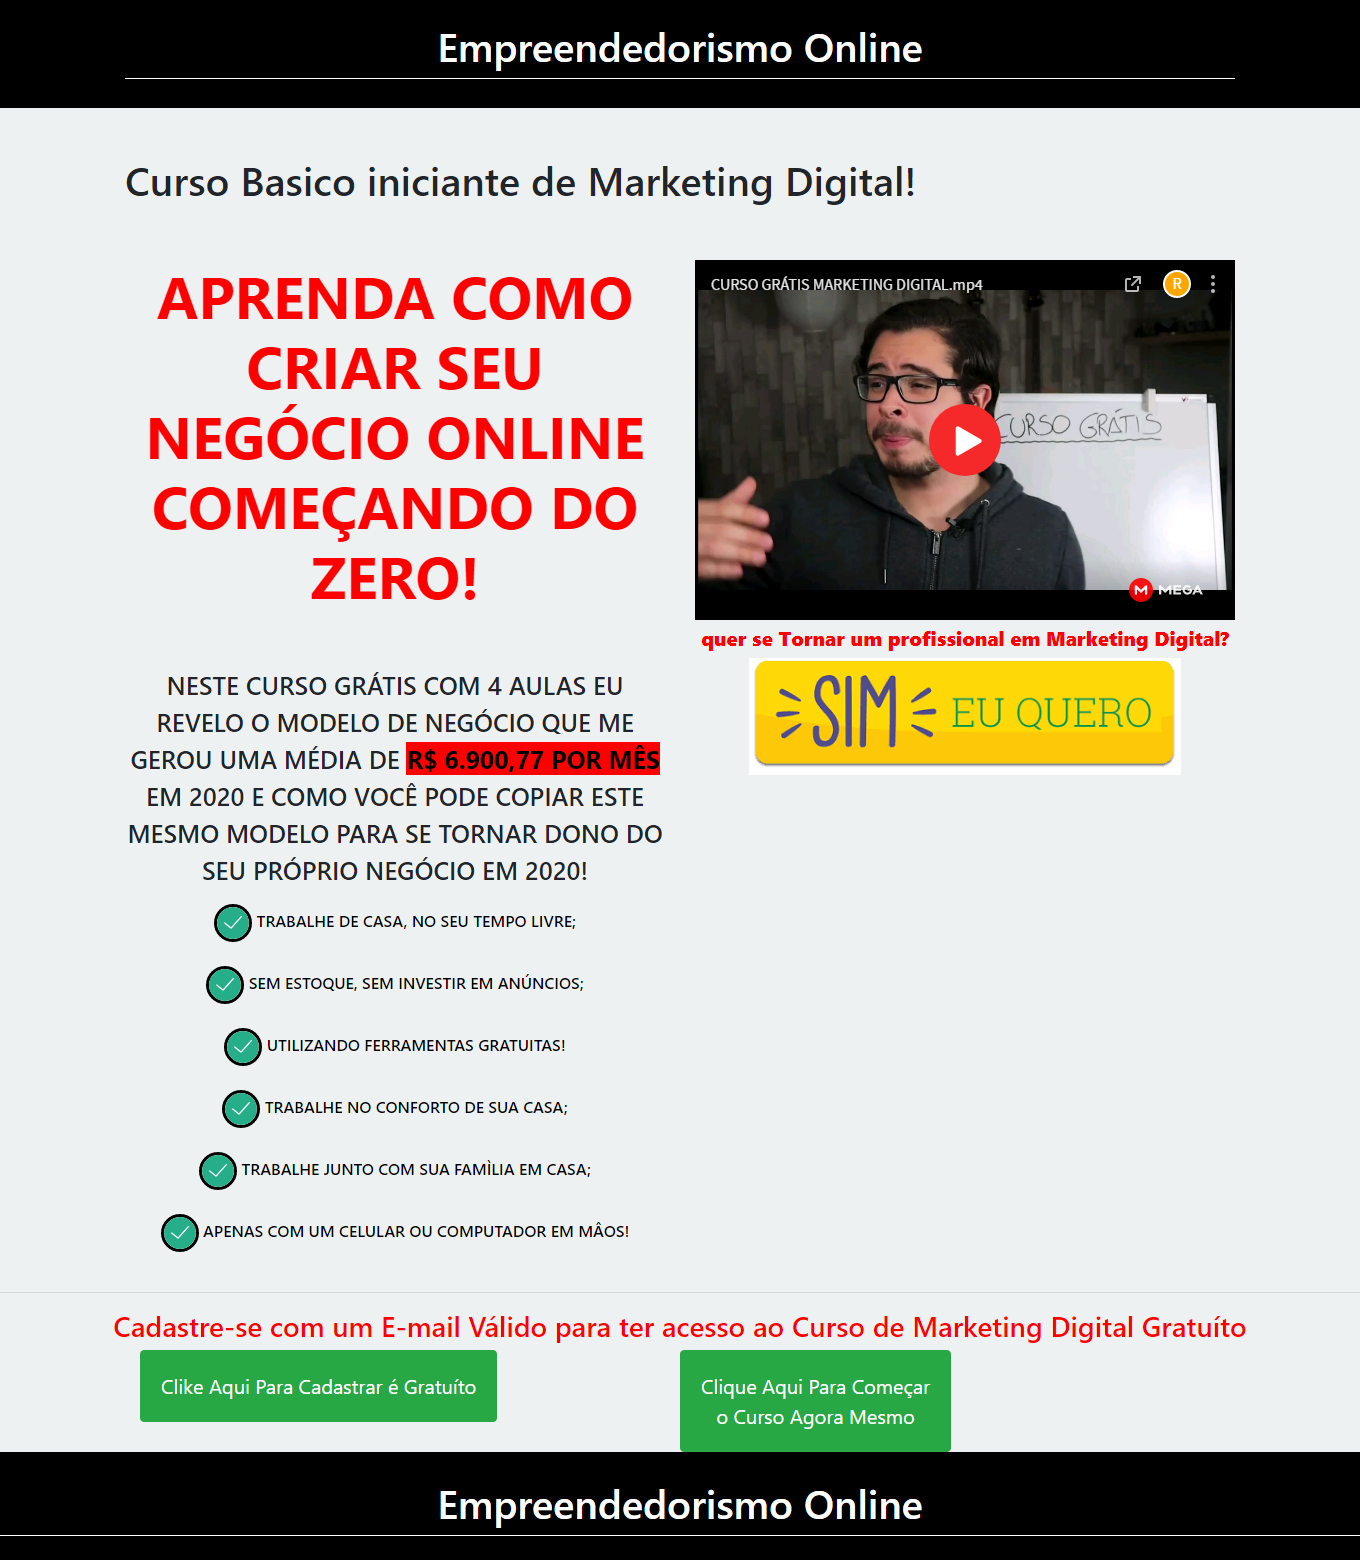 Empreendedorismo Online
Curso Basico iniciante de Marketing Digital!
APRENDA COMO
CRIAR SEU
NEGÓCIO ONLINE
COMEÇANDO DO
ZERO!
NESTE CURSO GRÁTIS COM 4 AULAS EU
REVELO O MODELO DE NEGÓCIO QUE ME
GEROU UMA MÉDIA DE R$ 6.900,77 POR MÊS
EM 2020 E COMO VOCÊ PODE COPIAR ESTE
MESMO MODELO PARA SE TORNAR DONO DO
SEU PRÓPRIO NEGÓCIO EM 2020!
TRABALHE DE CASA, NO SEU TEMPO LIVRE;
SEM ESTOQUE, SEM INVESTIR EM ANÚNCIOS;
UTILIZANDO FERRAMENTAS GRATUITAS!
TRABALHE NO CONFORTO DE SUA CASA;
TRABALHE JUNTO COM SUA FAMÌLIA EM CASA;
APENAS COM UM CELULAR OU COMPUTADOR EM MÂOS!
CURSO GRÁTIS MARKETING DIGITAL.mp4
R
CURSO GRÁTIS
M MEGA
quer se Tornar um profissional em Marketing Digital?
SIM EU QUERO
Cadastre-se com um E-mail Válido para ter acesso ao Curso de Marketing Digital Gratuíto
Clike Aqui Para Cadastrar é Gratuíto
Clique Aqui Para Começar
o Curso Agora Mesmo
Empreendedorismo Online